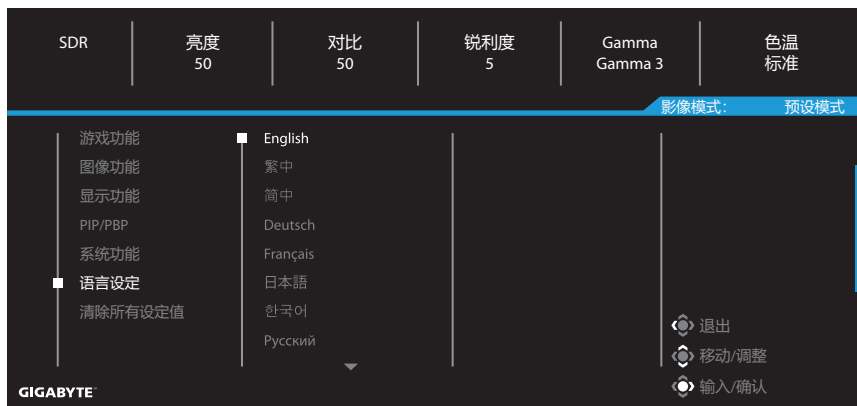 SDR 亮度 对比 锐利度 Gamma 色温
50 50 5 Gamma 3 标准
影像模式: 预设模式
游戏功能
图像功能
显示功能
PIP/PBP
系统功能
语言设定
清除所有设定值
English
繁中
简中
Deutsch
Français
日本語
한국어
Русский
退出
移动/调整
输入/确认
GIGABYTE™